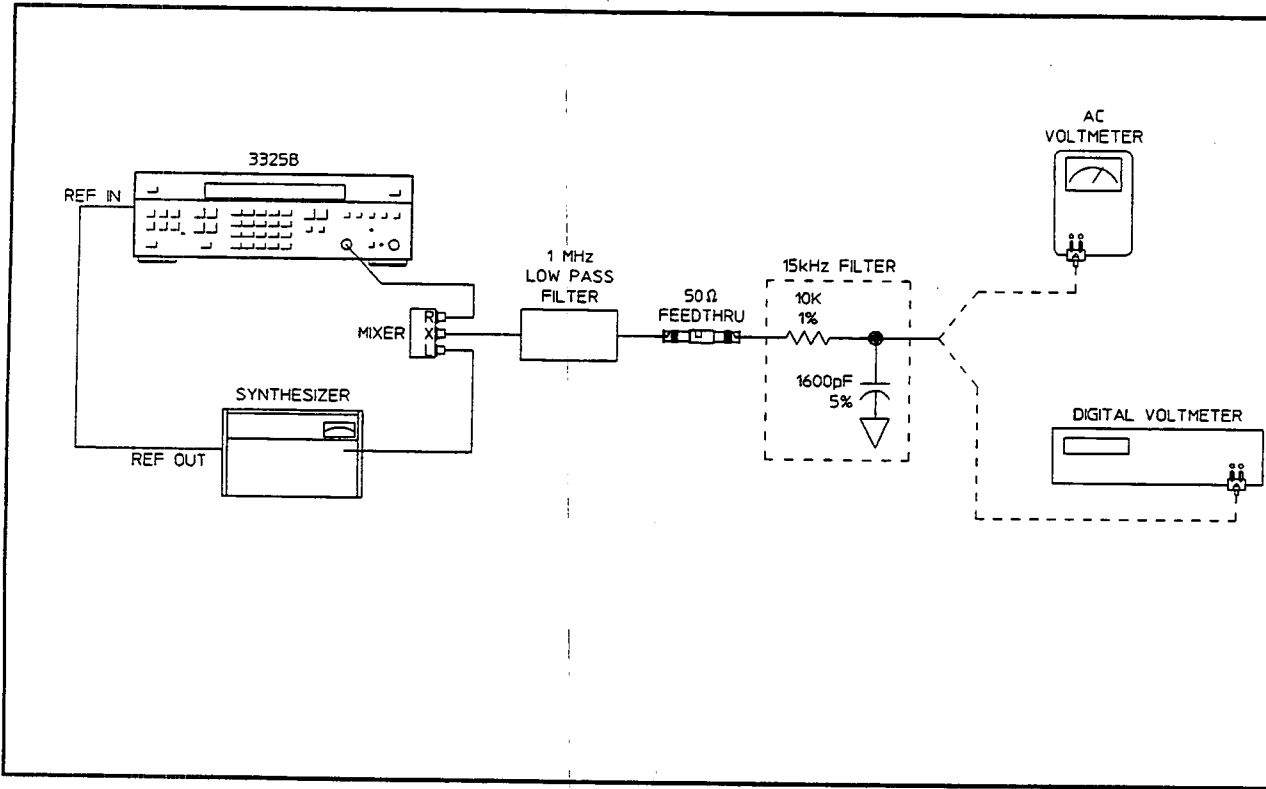 3325B
REF IN
MIXER
R
X
L
SYNTHESIZER
REF OUT
1 MHz
LOW PASS
FILTER
50Ω
FEEDTHRU
15kHz FILTER
10K
1%
1600pF
5%
AC
VOLTMETER
DIGITAL VOLTMETER